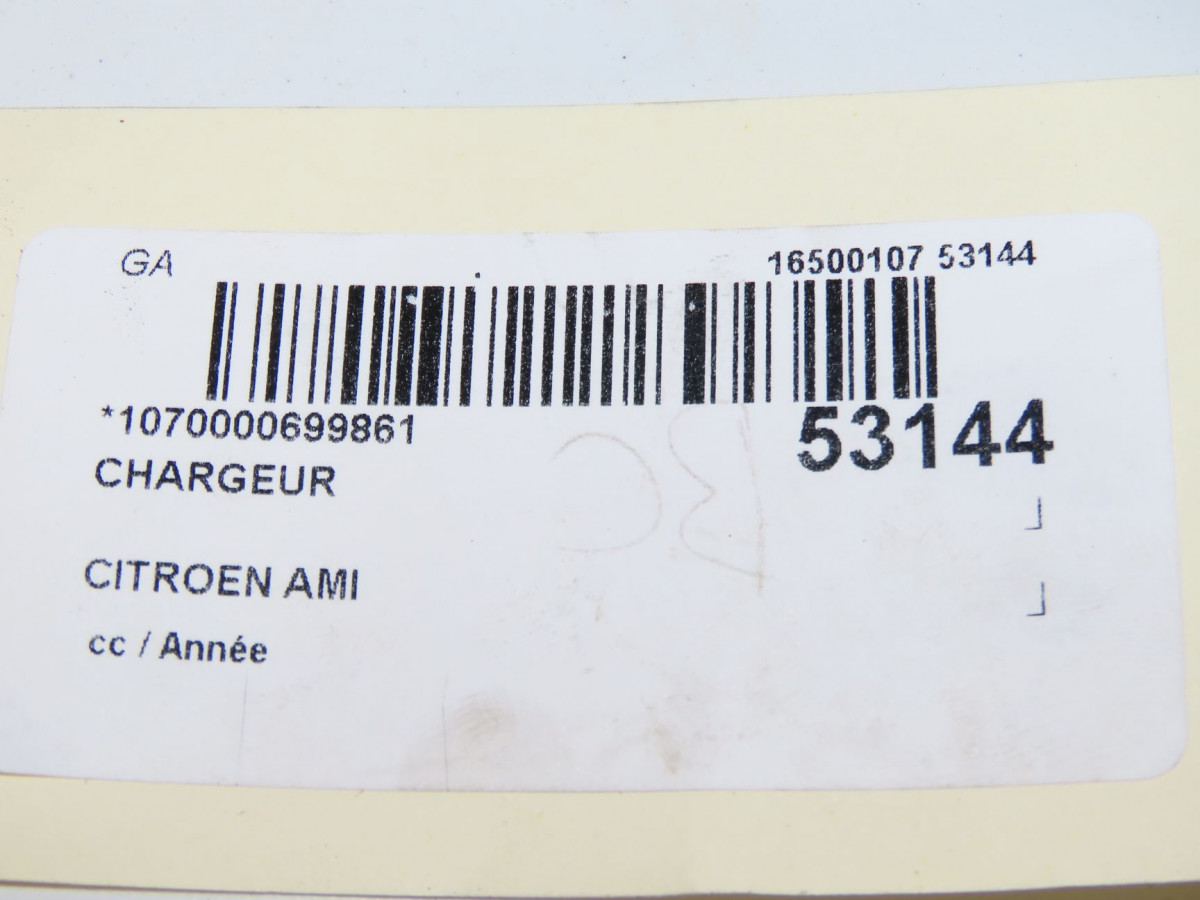 GA 16500107 53144
*1070000699861 53144
CHARGEUR
CITROEN AMI
cc / Année